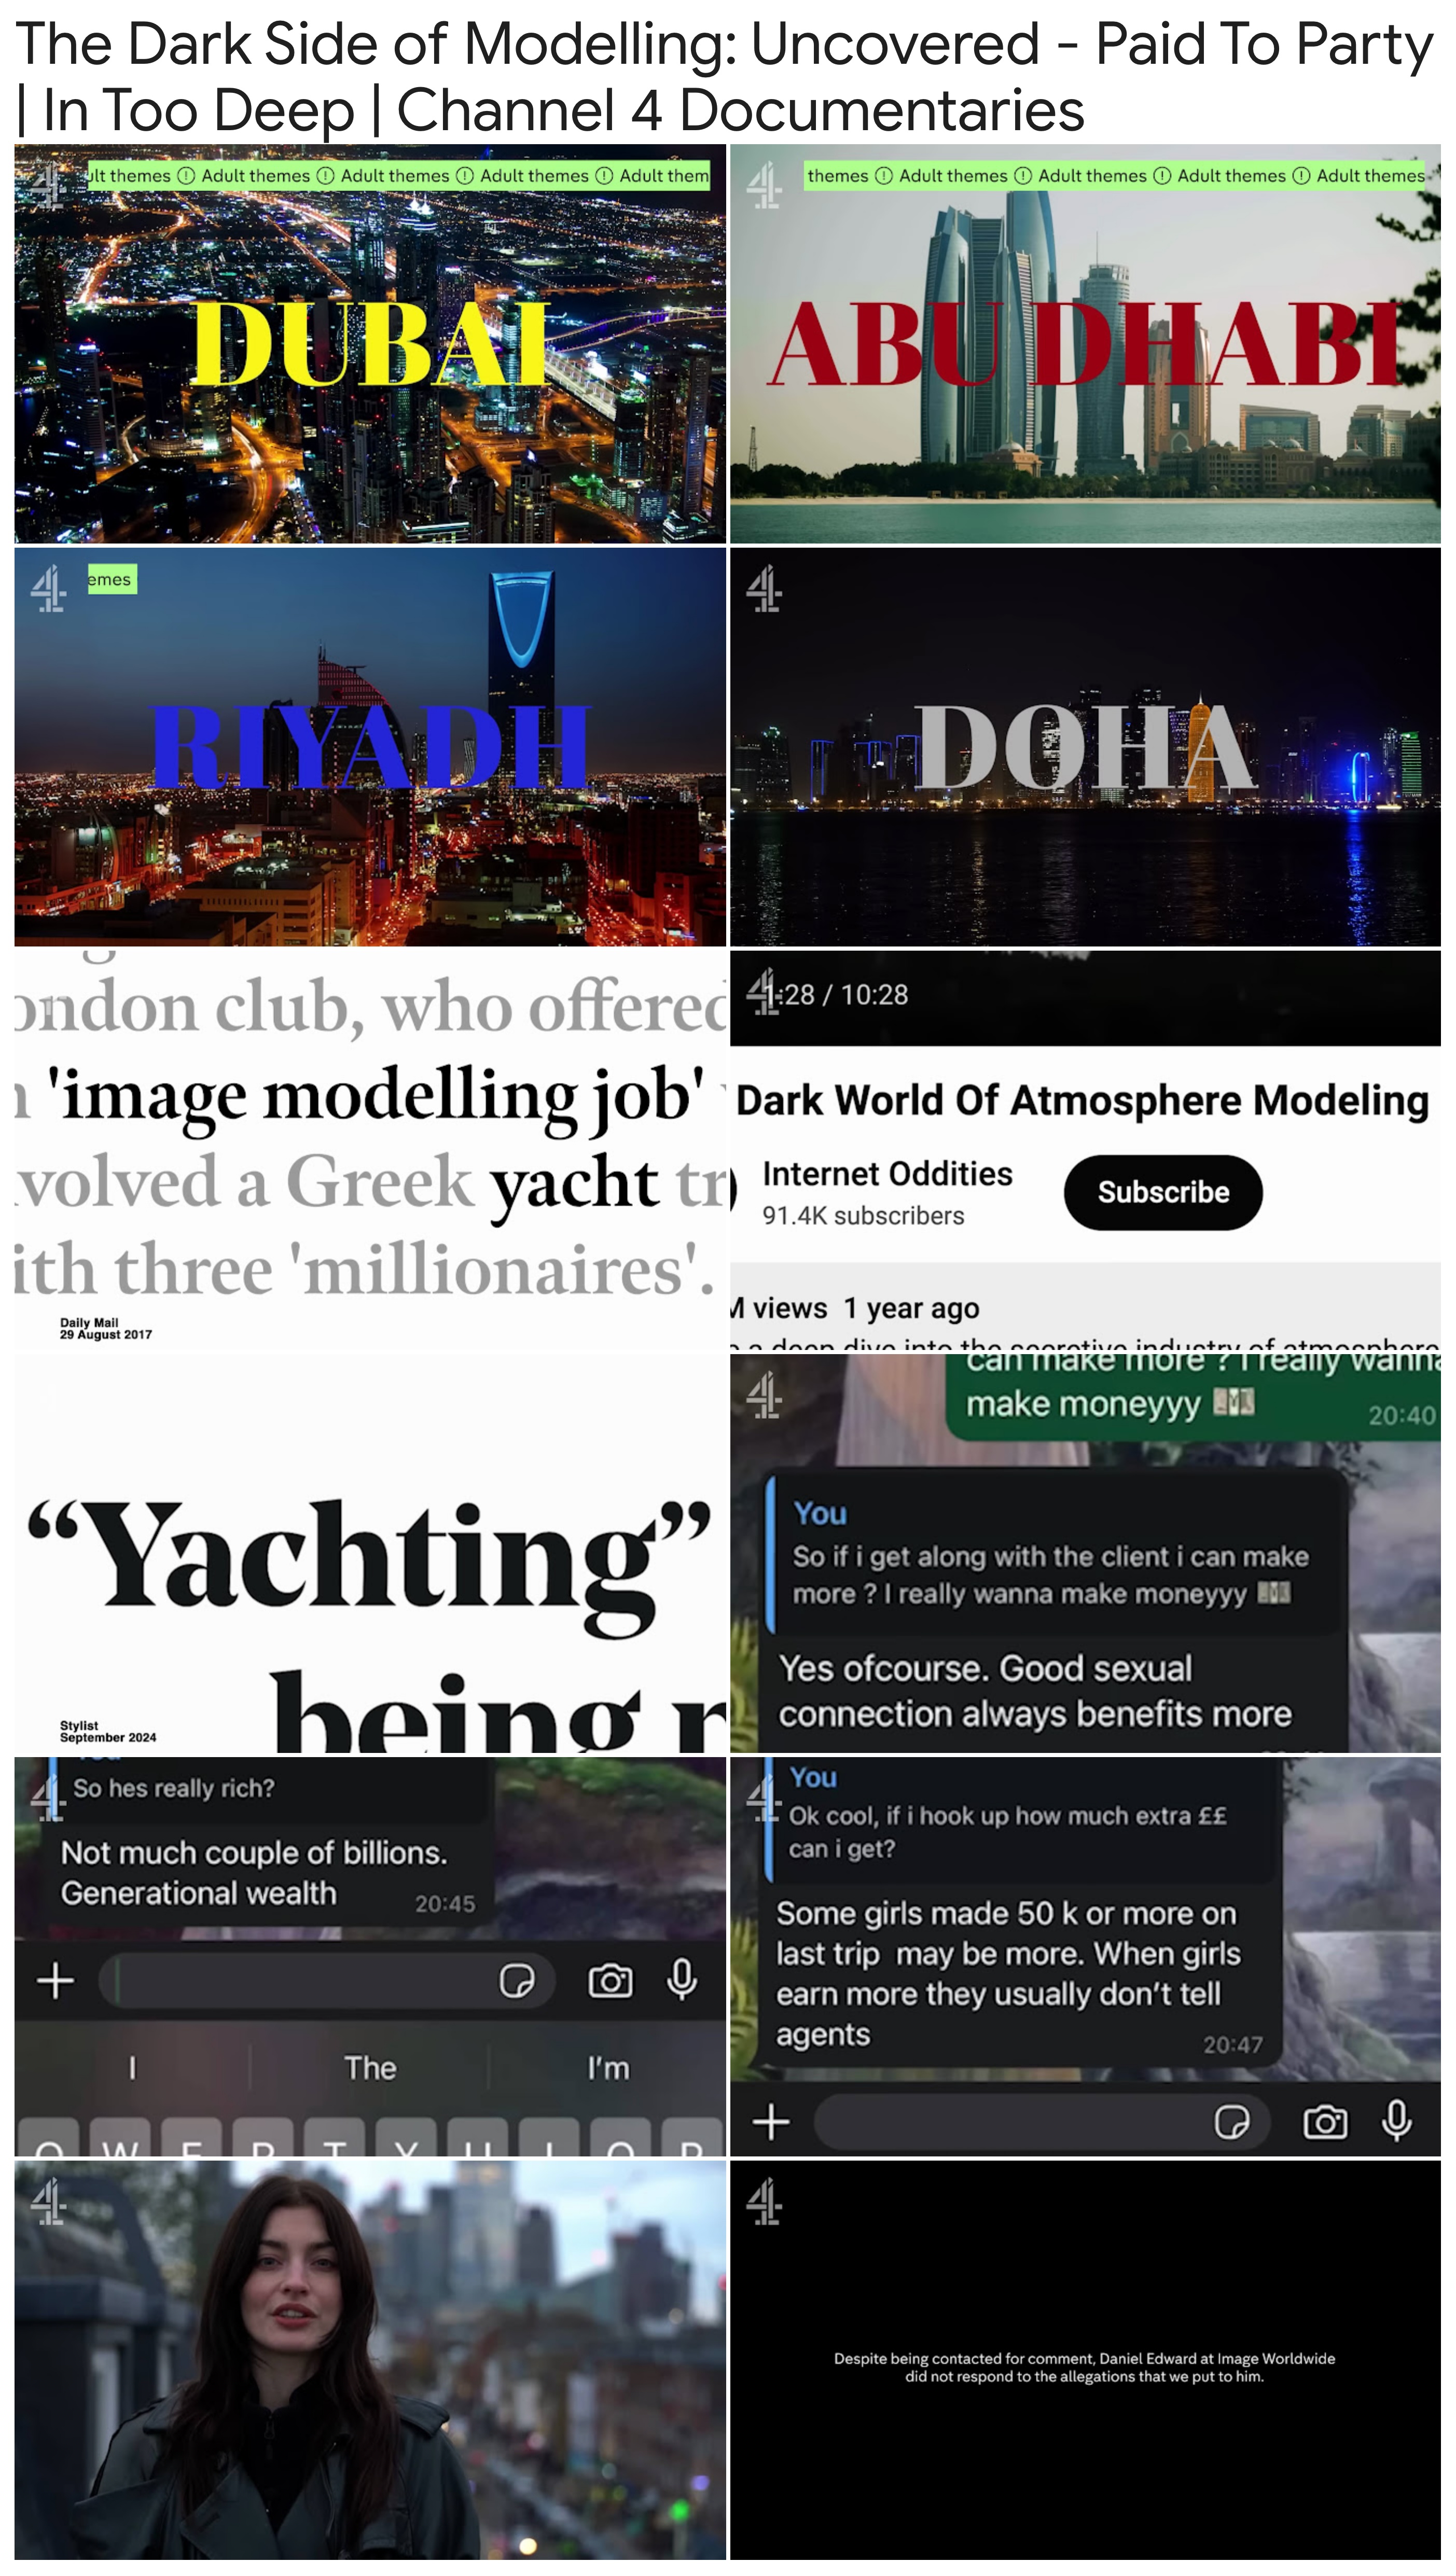 The Dark Side of Modelling: Uncovered - Paid To Party
| In Too Deep | Channel 4 Documentaries
themes Adult themes Adult themes Adult themes
DUBAI
themes Adult themes Adult themes Adult themes Adult themes
ABU DHABI
RIYADH
DOHA
club, who offered
'image modelling job'
a Greek yacht
three 'millionaires'.
Daily Mail
29 August 2017
:28 / 10:28
Dark World Of Atmosphere Modeling
Internet Oddities
91.4K subscribers
Subscribe
views 1 year ago
a deep dive into the secretive industry of atmosphere
“Yachting”
being
Stylist
September 2024
can make more ? I really wanna
make moneyyy
20:40
You
So if i get along with the client i can make
more ? I really wanna make moneyyy
Yes ofcourse. Good sexual
connection always benefits more
So hes really rich?
Not much couple of billions.
Generational wealth
20:45
I The I'm
Q W E R T Y U I O P
You
Ok cool, if i hook up how much extra ££
can i get?
Some girls made 50 k or more on
last trip may be more. When girls
earn more they usually don't tell
agents
20:47
Despite being contacted for comment, Daniel Edward at Image Worldwide
did not respond to the allegations that we put to him.